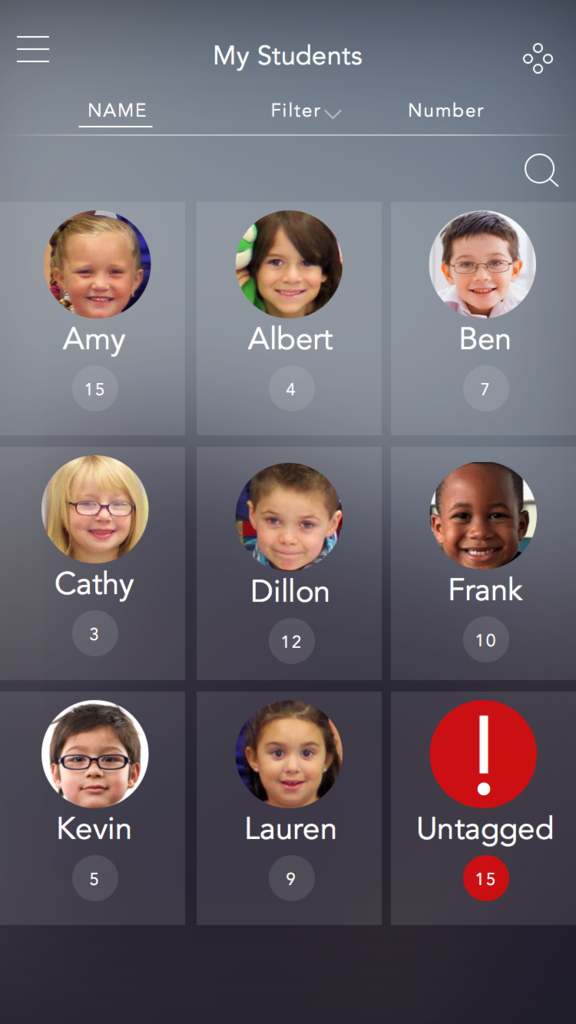 My Students
NAME Filter Number
Amy Albert Ben
15 4 7
Cathy Dillon Frank
3 12 10
Kevin Lauren Untagged
5 9 15